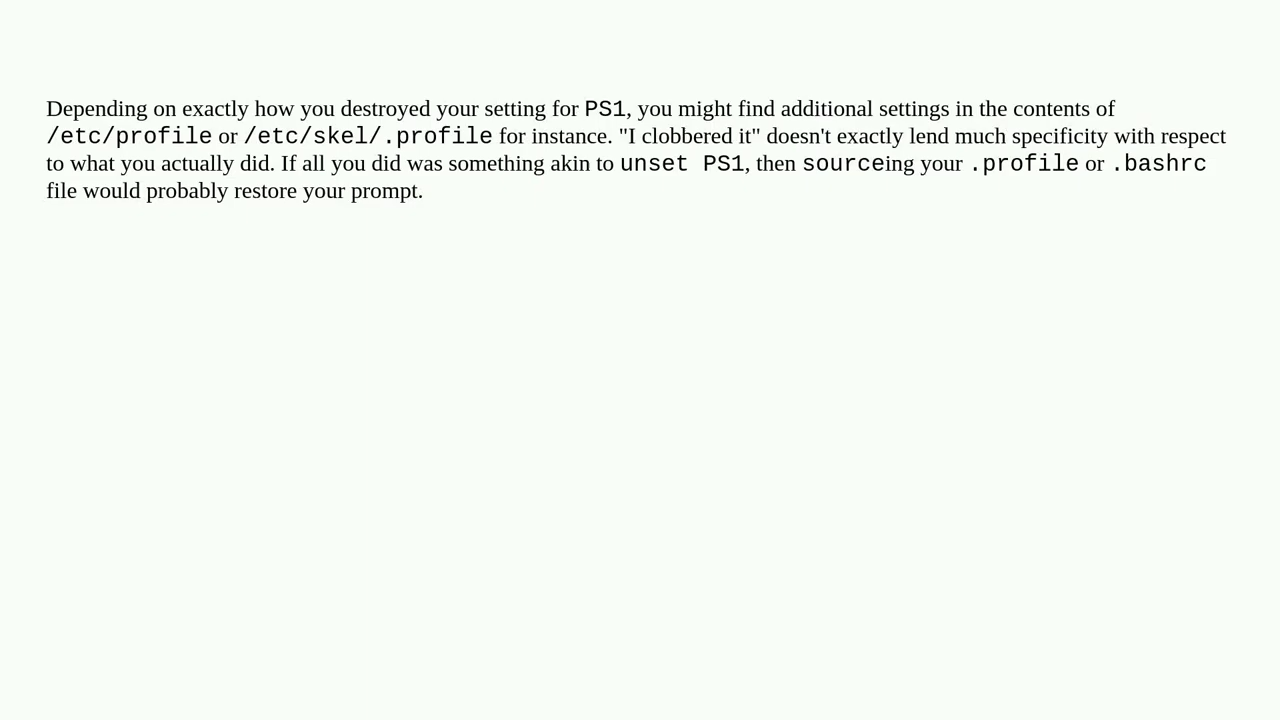 Depending on exactly how you destroyed your setting for PS1, you might find additional settings in the contents of
/etc/profile or /etc/skel/.profile for instance. "I clobbered it" doesn't exactly lend much specificity with respect
to what you actually did. If all you did was something akin to unset PS1, then sourceing your .profile or .bashrc
file would probably restore your prompt.